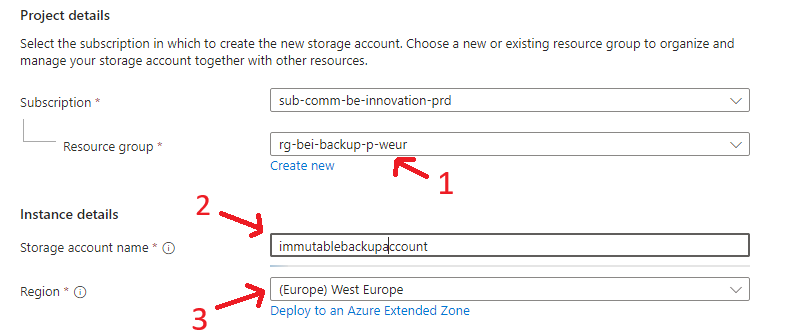 Project details
Select the subscription in which to create the new storage account. Choose a new or existing resource group to organize and
manage your storage account together with other resources.
Subscription *
sub-comm-be-innovation-prd
Resource group *
rg-bei-backup-p-weur
Create new
1
Instance details
2
Storage account name *
immutablebackupaccount
Region *
(Europe) West Europe
Deploy to an Azure Extended Zone
3